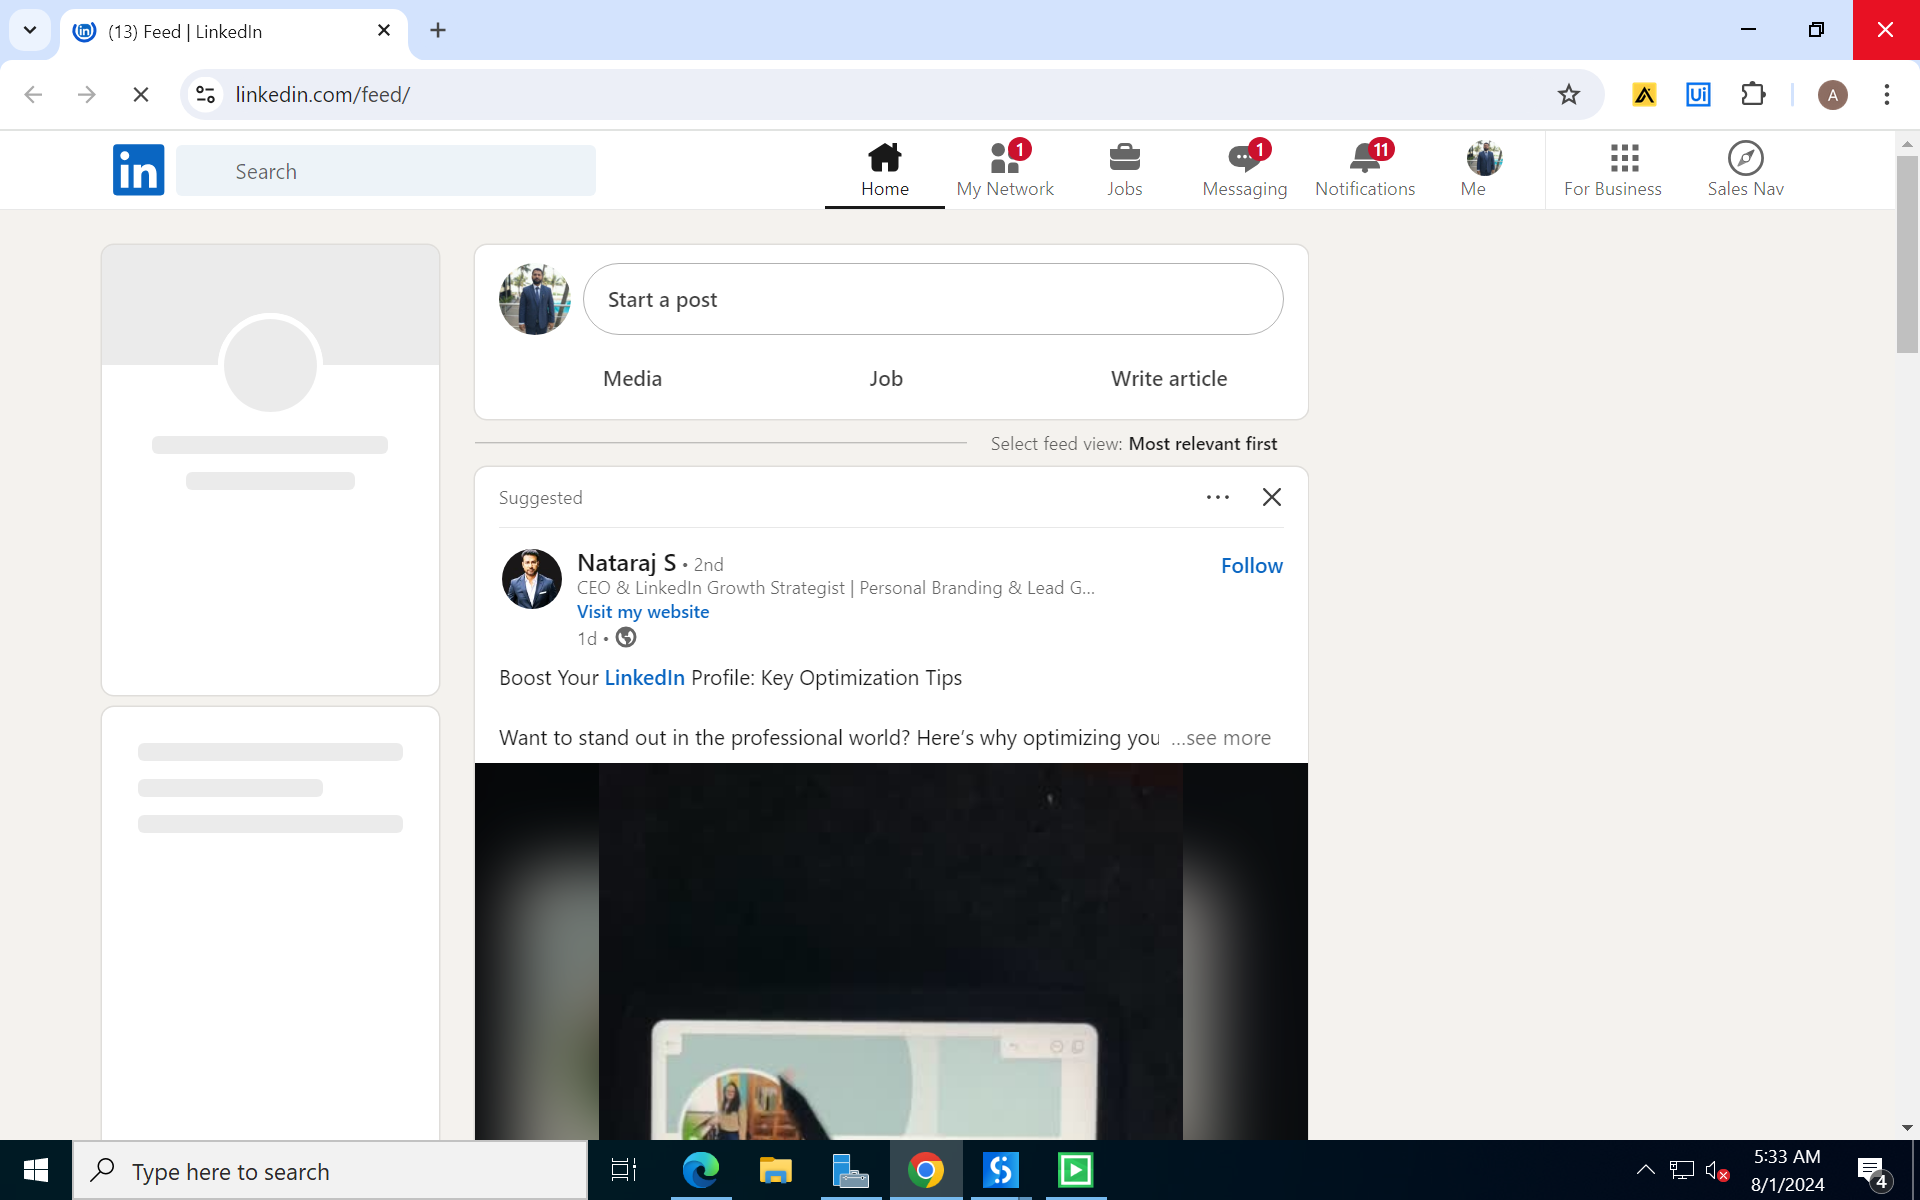 (13) Feed | LinkedIn
linkedin.com/feed/
Ui
A
in
Search
Home
1
My Network
Jobs
1
Messaging
11
Notifications
Me
For Business
Sales Nav
Start a post
Media
Job
Write article
Select feed view: Most relevant first
Suggested
Nataraj S • 2nd
Follow
CEO & LinkedIn Growth Strategist | Personal Branding & Lead G...
Visit my website
1d •
Boost Your LinkedIn Profile: Key Optimization Tips
Want to stand out in the professional world? Here's why optimizing you ...see more
Type here to search
5:33 AM
8/1/2024
4